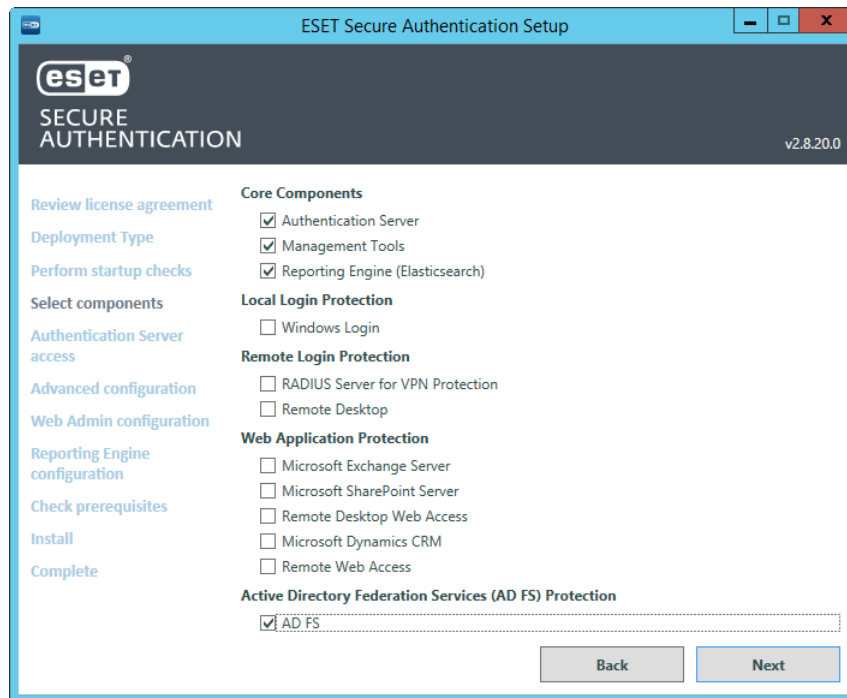 ESET Secure Authentication Setup
eset
SECURE
AUTHENTICATION
v2.8.20.0
Review license agreement
Deployment Type
Perform startup checks
Select components
Authentication Server
access
Advanced configuration
Web Admin configuration
Reporting Engine
configuration
Check prerequisites
Install
Complete
Core Components
Authentication Server
Management Tools
Reporting Engine (Elasticsearch)
Local Login Protection
Windows Login
Remote Login Protection
RADIUS Server for VPN Protection
Remote Desktop
Web Application Protection
Microsoft Exchange Server
Microsoft SharePoint Server
Remote Desktop Web Access
Microsoft Dynamics CRM
Remote Web Access
Active Directory Federation Services (AD FS) Protection
AD FS
Back
Next